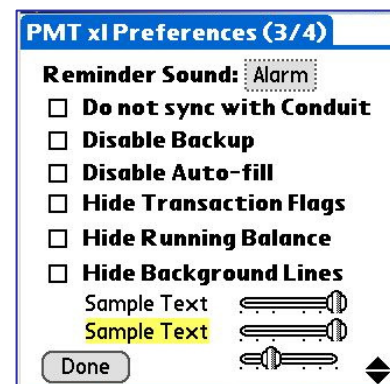 PMT xl Preferences (3/4)
Reminder Sound: Alarm
Do not sync with Conduit
Disable Backup
Disable Auto-fill
Hide Transaction Flags
Hide Running Balance
Hide Background Lines
Sample Text
Sample Text
Done